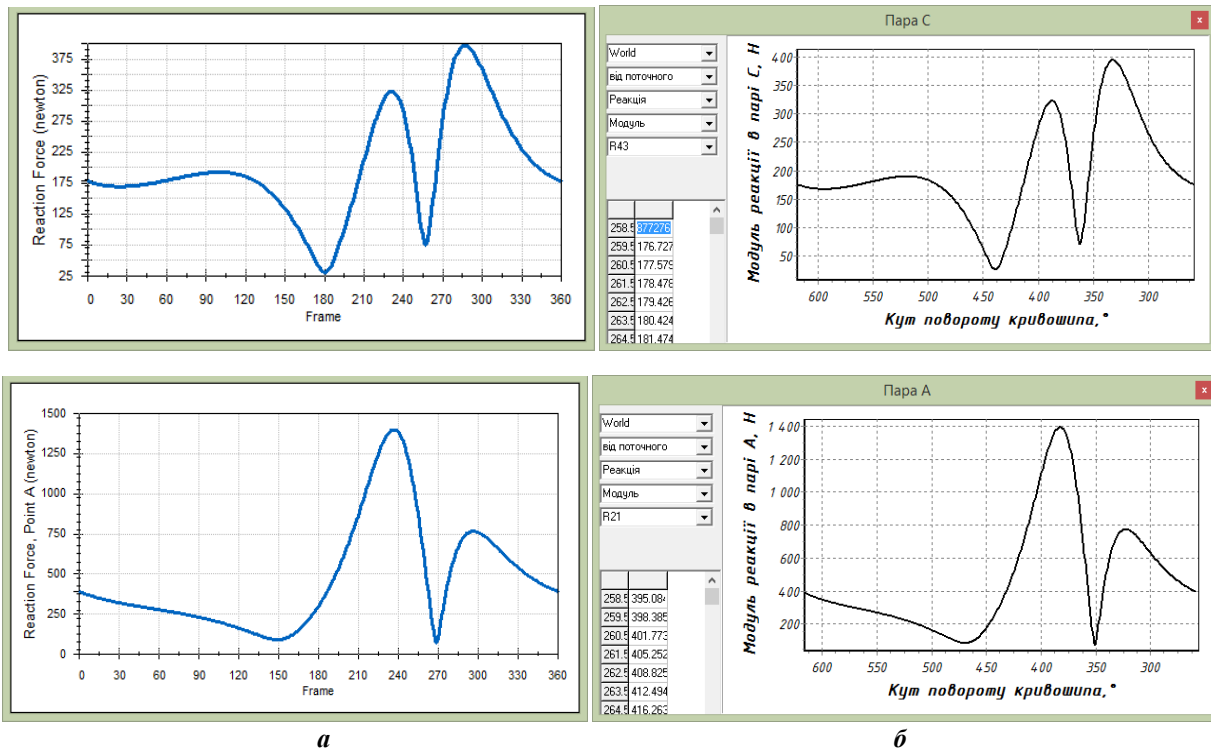 375
325
275
225
175
125
75
25
Reaction Force (newton)
0 30 60 90 120 150 180 210 240 270 300 330 360
Frame
Пара C
x
World
від поточного
Реакція
Модуль
R43
258.5 877276
259.5 176.727
260.5 177.579
261.5 178.478
262.5 179.426
263.5 180.424
264.5 181.474
Модуль реакції в парі C, Н
400
350
300
250
200
150
100
50
600 550 500 450 400 350 300
Кут повороту кривошипа,°
1500
1250
1000
750
500
250
0
Reaction Force, Point A (newton)
0 30 60 90 120 150 180 210 240 270 300 330 360
Frame
Пара A
x
World
від поточного
Реакція
Модуль
R21
258.5 395.084
259.5 398.385
260.5 401.773
261.5 405.252
262.5 408.825
263.5 412.494
264.5 416.263
Модуль реакції в парі A, Н
1 400
1 200
1 000
800
600
400
200
600 550 500 450 400 350 300
Кут повороту кривошипа,°
а
б